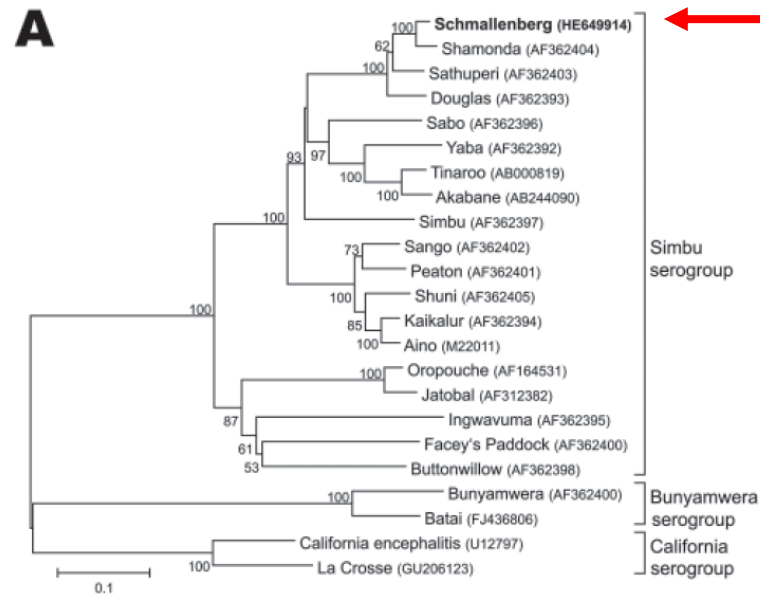 A
Schmallenberg (HE649914)
100
Shamonda (AF362404)
62
Sathuperi (AF362403)
100
Douglas (AF362393)
Sabo (AF362396)
Yaba (AF362392)
93
97
Tinaroo (AB000819)
100
100
Akabane (AB244090)
100
Simbu (AF362397)
Sango (AF362402)
73
Simbu
serogroup
Peaton (AF362401)
100
Shuni (AF362405)
100
Kaikalur (AF362394)
85
100
Aino (M22011)
Oropouche (AF164531)
100
Jatobal (AF312382)
87
Ingwavuma (AF362395)
61
Facey's Paddock (AF362400)
53
Buttonwillow (AF362398)
100
Bunyamwera (AF362400)
Batai (FJ436806)
Bunyamwera
serogroup
California encephalitis (U12797)
100
La Crosse (GU206123)
California
serogroup
0.1